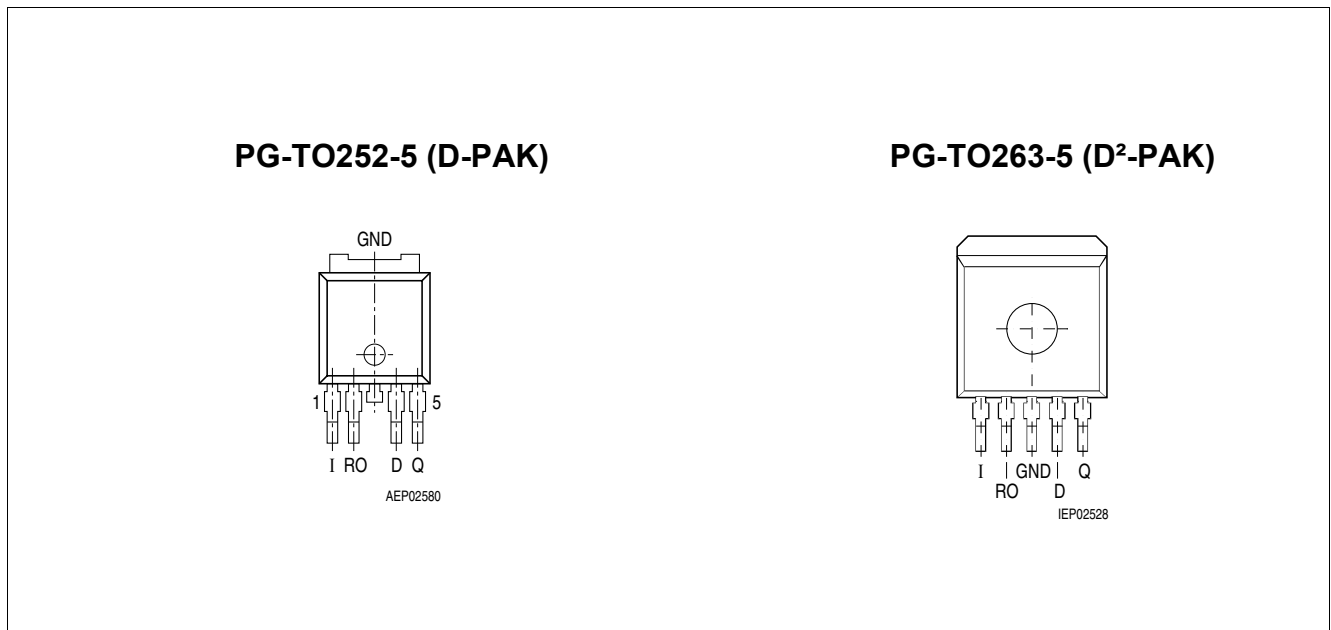 PG-TO252-5 (D-PAK)
GND
1 5
I RO D Q
AEP02580
PG-TO263-5 (D²-PAK)
I GND Q
RO D
IEP02528